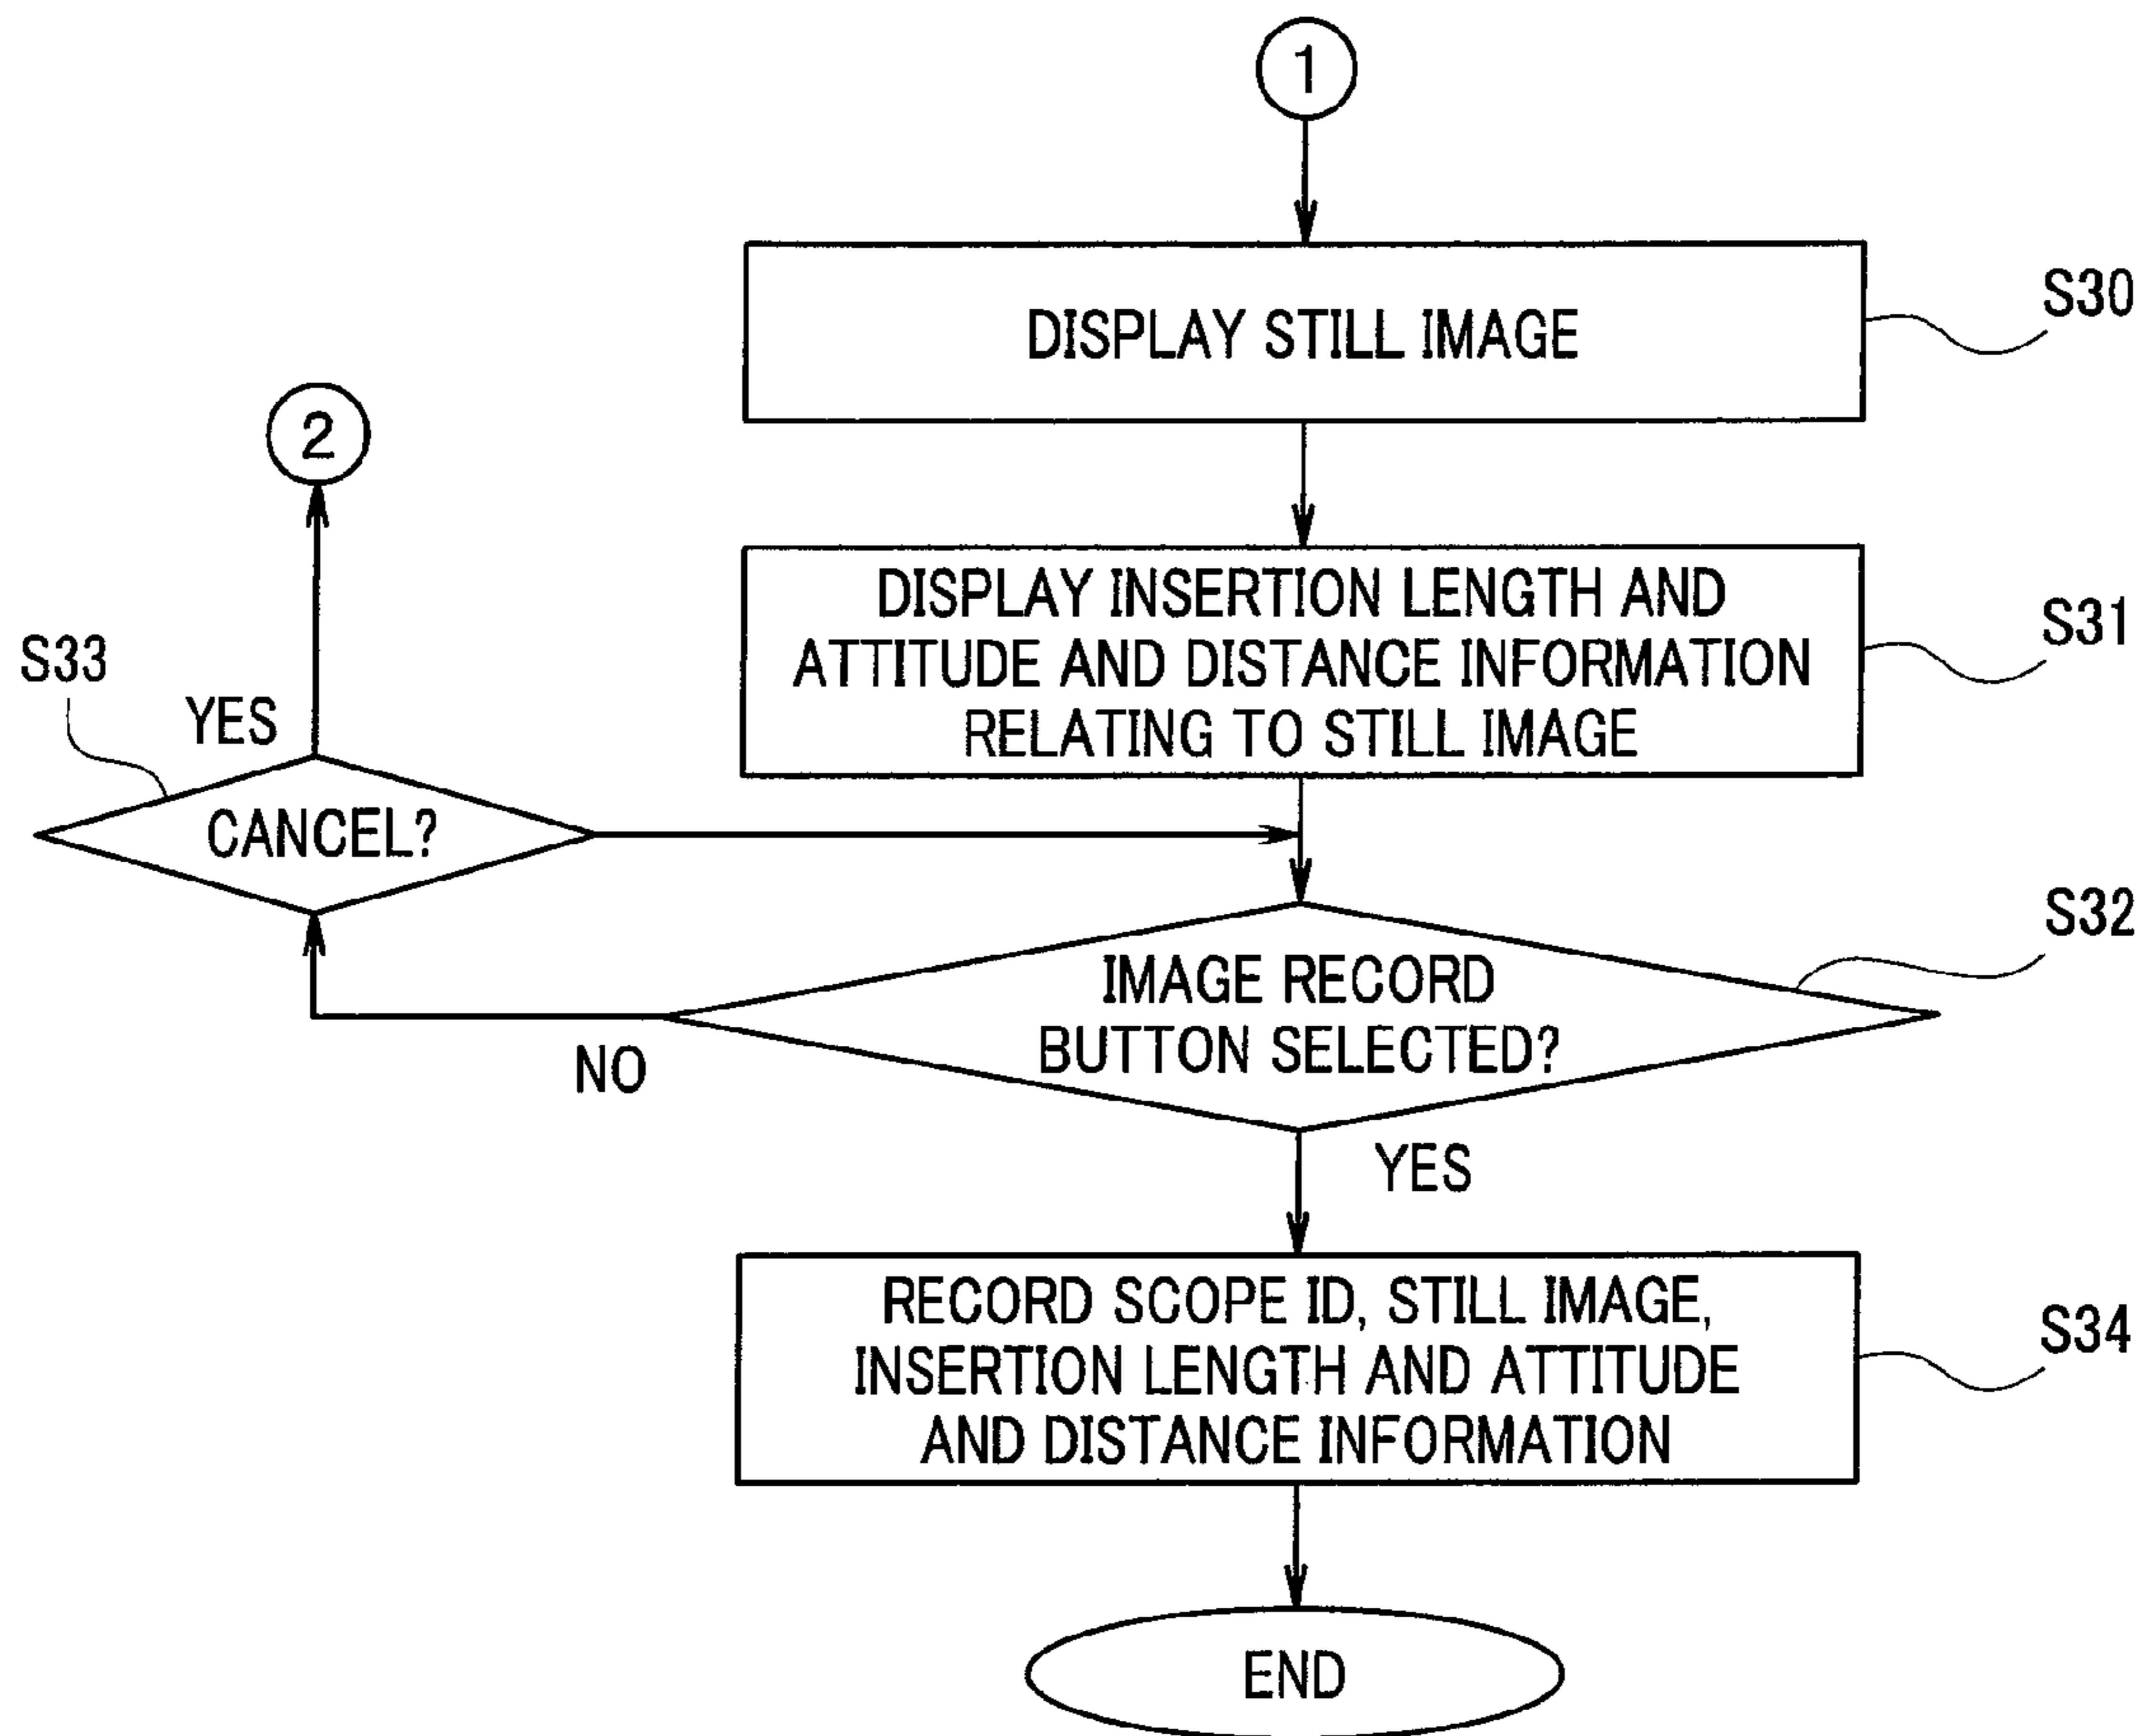 1
DISPLAY STILL IMAGE
S30
2
DISPLAY INSERTION LENGTH AND
ATTITUDE AND DISTANCE INFORMATION
RELATING TO STILL IMAGE
S31
S33
YES
CANCEL?
S32
IMAGE RECORD
BUTTON SELECTED?
NO
YES
RECORD SCOPE ID, STILL IMAGE,
INSERTION LENGTH AND ATTITUDE
AND DISTANCE INFORMATION
S34
END